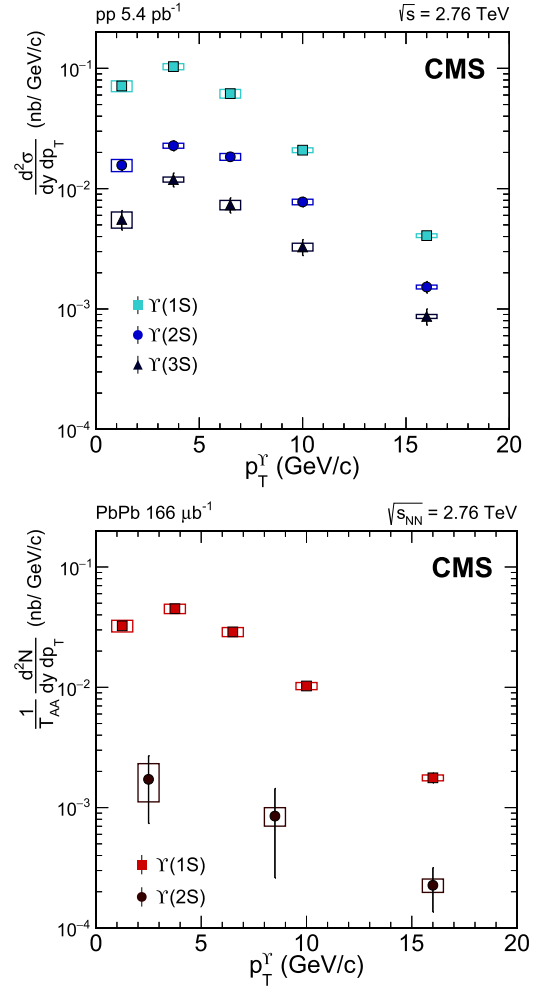 pp 5.4 pb⁻¹ √s = 2.76 TeV
CMS
d²σ/dy dp_T (nb/ GeV/c)
10⁻¹
10⁻²
10⁻³
10⁻⁴
ϒ(1S)
ϒ(2S)
ϒ(3S)
0 5 10 15 20
p_T^ϒ (GeV/c)
PbPb 166 μb⁻¹ √s_NN = 2.76 TeV
CMS
1/T_AA d²N/dy dp_T (nb/ GeV/c)
10⁻¹
10⁻²
10⁻³
10⁻⁴
ϒ(1S)
ϒ(2S)
0 5 10 15 20
p_T^ϒ (GeV/c)